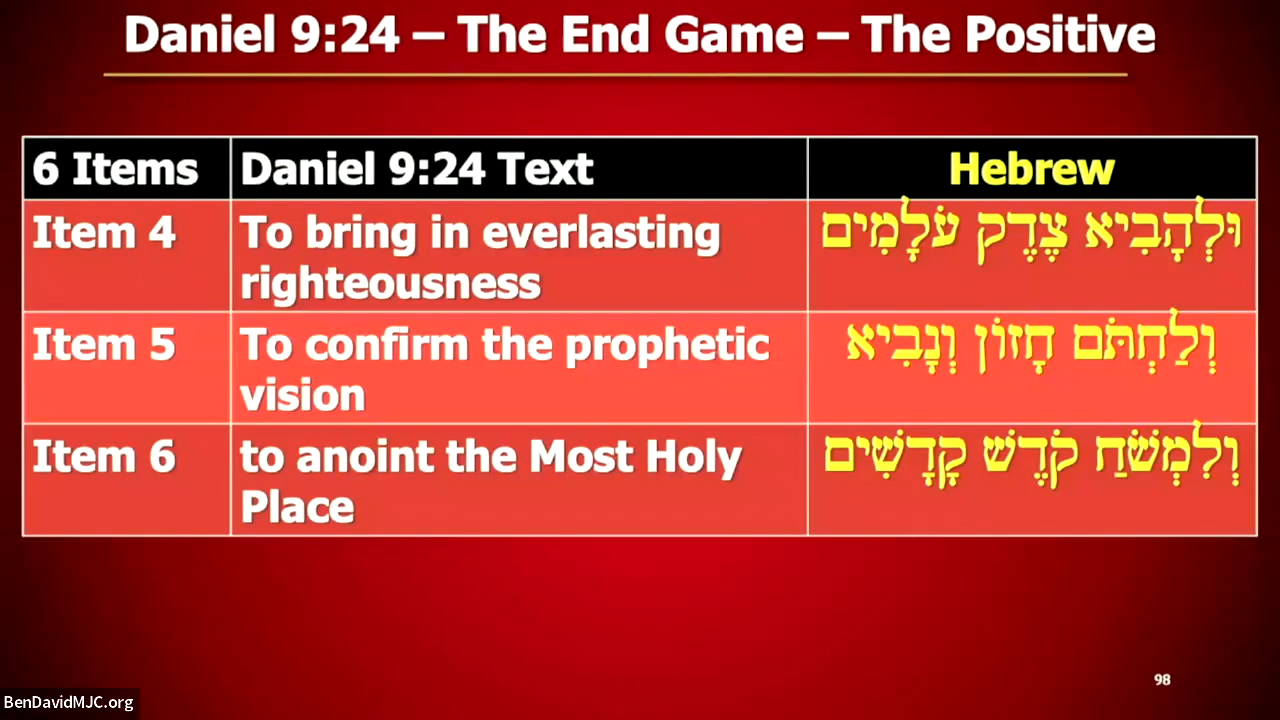 Daniel 9:24 – The End Game – The Positive
6 Items
Daniel 9:24 Text
Hebrew
Item 4
To bring in everlasting
righteousness
וּלְהָבִיא צֶדֶק עֹלָמִים
Item 5
To confirm the prophetic
vision
וְלַחְתֹּם חָזוֹן וְנָבִיא
Item 6
to anoint the Most Holy
Place
וְלִמְשֹׁחַ קֹדֶשׁ קָדָשִׁים
98
BenDavidMJC.org